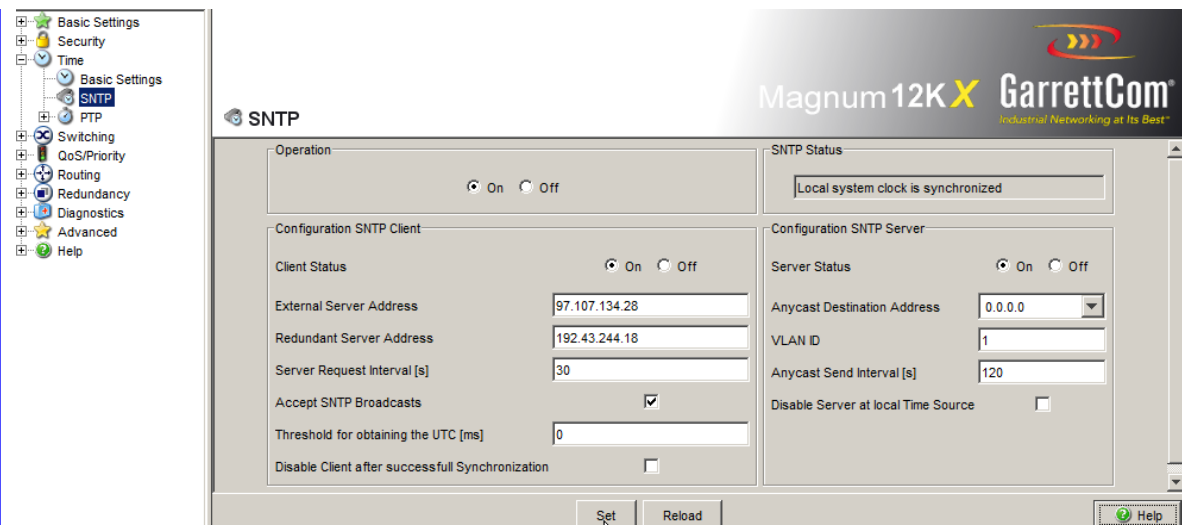 Basic Settings
Security
Time
Basic Settings
SNTP
PTP
Switching
QoS/Priority
Routing
Redundancy
Diagnostics
Advanced
Help
Magnum 12K X GarrettCom®
Industrial Networking at Its Best™
SNTP
Operation
On Off
SNTP Status
Local system clock is synchronized
Configuration SNTP Client
Client Status On Off
External Server Address 97.107.134.28
Redundant Server Address 192.43.244.18
Server Request Interval [s] 30
Accept SNTP Broadcasts
Threshold for obtaining the UTC [ms] 0
Disable Client after successfull Synchronization
Configuration SNTP Server
Server Status On Off
Anycast Destination Address 0.0.0.0
VLAN ID 1
Anycast Send Interval [s] 120
Disable Server at local Time Source
Set Reload Help